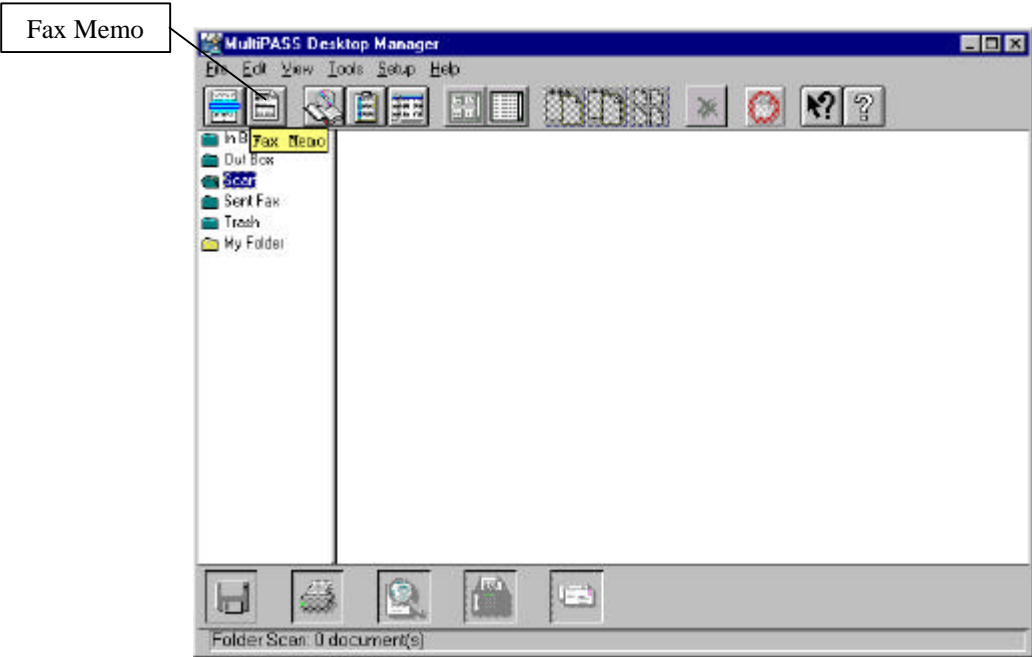 Fax Memo
MultiPASS Desktop Manager
File Edit View Tools Setup Help
In B
Fax Memo
Out Box
Scan
Sent Fax
Trash
My Folder
Folder Scan: 0 document(s)